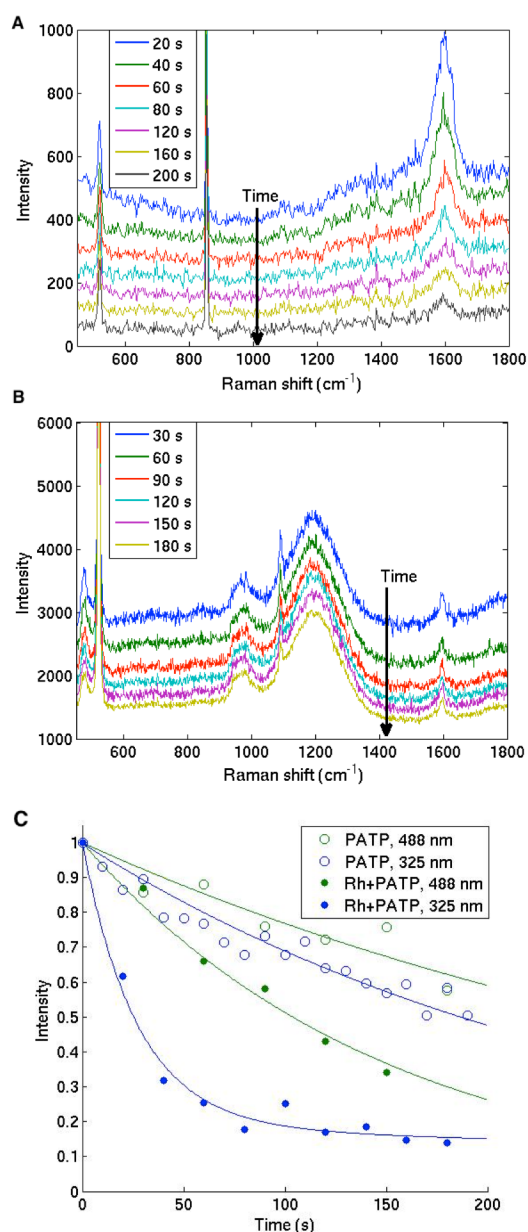 A
1000
800
600
400
200
0
Intensity
20 s
40 s
60 s
80 s
120 s
160 s
200 s
Time
600 800 1000 1200 1400 1600 1800
Raman shift (cm-1)
B
6000
5000
4000
3000
2000
1000
Intensity
30 s
60 s
90 s
120 s
150 s
180 s
Time
600 800 1000 1200 1400 1600 1800
Raman shift (cm-1)
C
1
0.9
0.8
0.7
0.6
0.5
0.4
0.3
0.2
0.1
0
Intensity
PATP, 488 nm
PATP, 325 nm
Rh+PATP, 488 nm
Rh+PATP, 325 nm
0 50 100 150 200
Time (s)